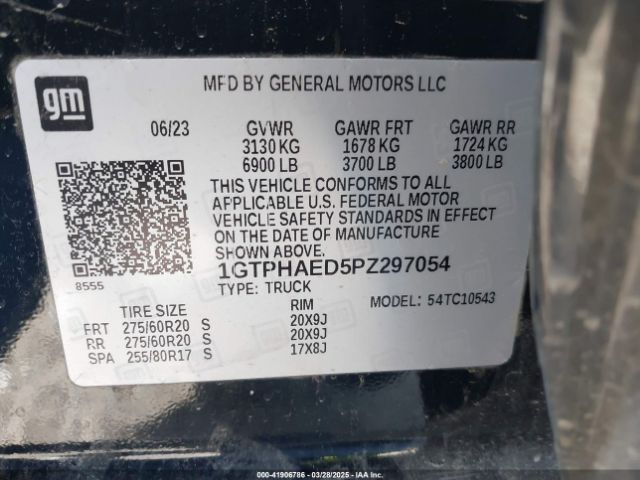 gm
MFD BY GENERAL MOTORS LLC
06/23 GVWR GAWR FRT GAWR RR
3130 KG 1678 KG 1724 KG
6900 LB 3700 LB 3800 LB
THIS VEHICLE CONFORMS TO ALL
APPLICABLE U.S. FEDERAL MOTOR
VEHICLE SAFETY STANDARDS IN EFFECT
ON THE DATE OF MANUFACTURE
SHOWN ABOVE.
8555
1GTPHAED5PZ297054
TYPE: TRUCK MODEL: 54TC10543
TIRE SIZE RIM
FRT 275/60R20 S 20X9J
RR 275/60R20 S 20X9J
SPA 255/80R17 S 17X8J
IAA-41906786 03/28/2025 IAAI.COM